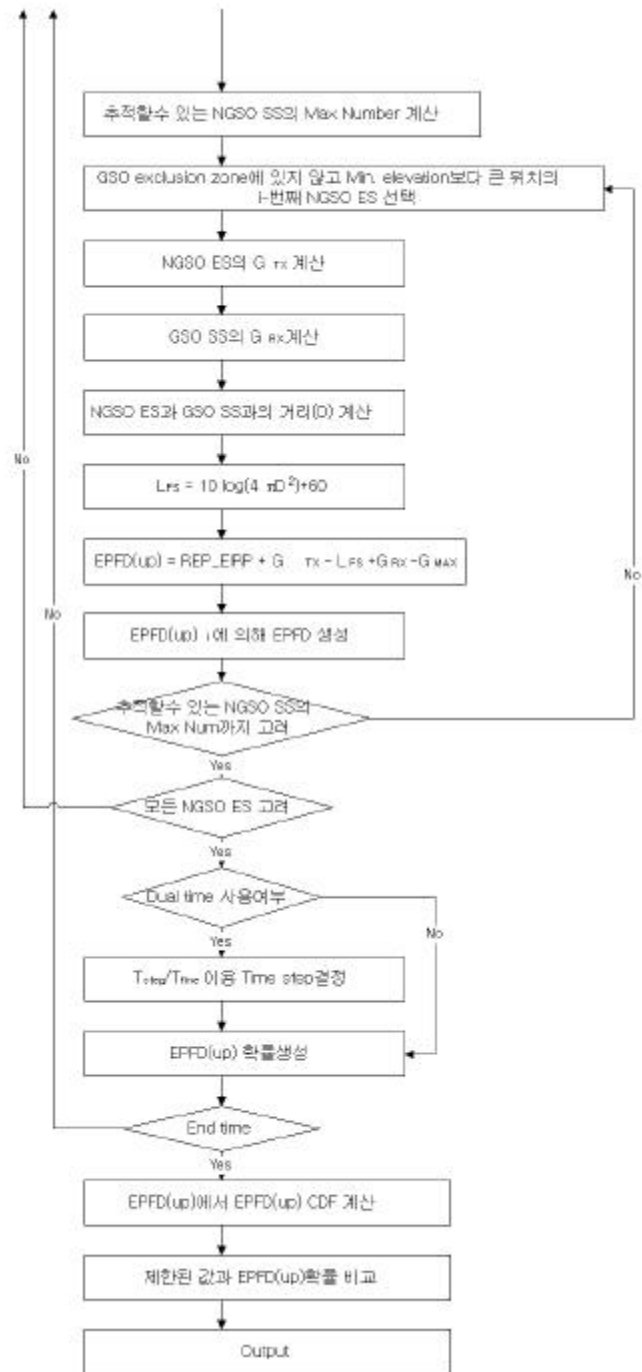 추적할수 있는 NGSO SS의 Max Number 계산
GSO exclusion zone에 있지 않고 Min. elevation보다 큰 위치의
i-번째 NGSO ES 선택
NGSO ES의 G TX 계산
GSO SS의 G RX계산
NGSO ES과 GSO SS과의 거리(D) 계산
No
LFS = 10 log(4 πD²)+60
EPFD(up) = REP_EIRP + G TX - LFS +G RX -G MAX
No
No
EPFD(up) i에 의해 EPFD 생성
추적할수 있는 NGSO SS의
Max Num까지 고려
Yes
모든 NGSO ES 고려
Yes
Dual time 사용여부
No
Yes
Tstep/Tfine 이용 Time step결정
EPFD(up) 확률생성
End time
Yes
EPFD(up)에서 EPFD(up) CDF 계산
제한된 값과 EPFD(up)확률 비교
Output